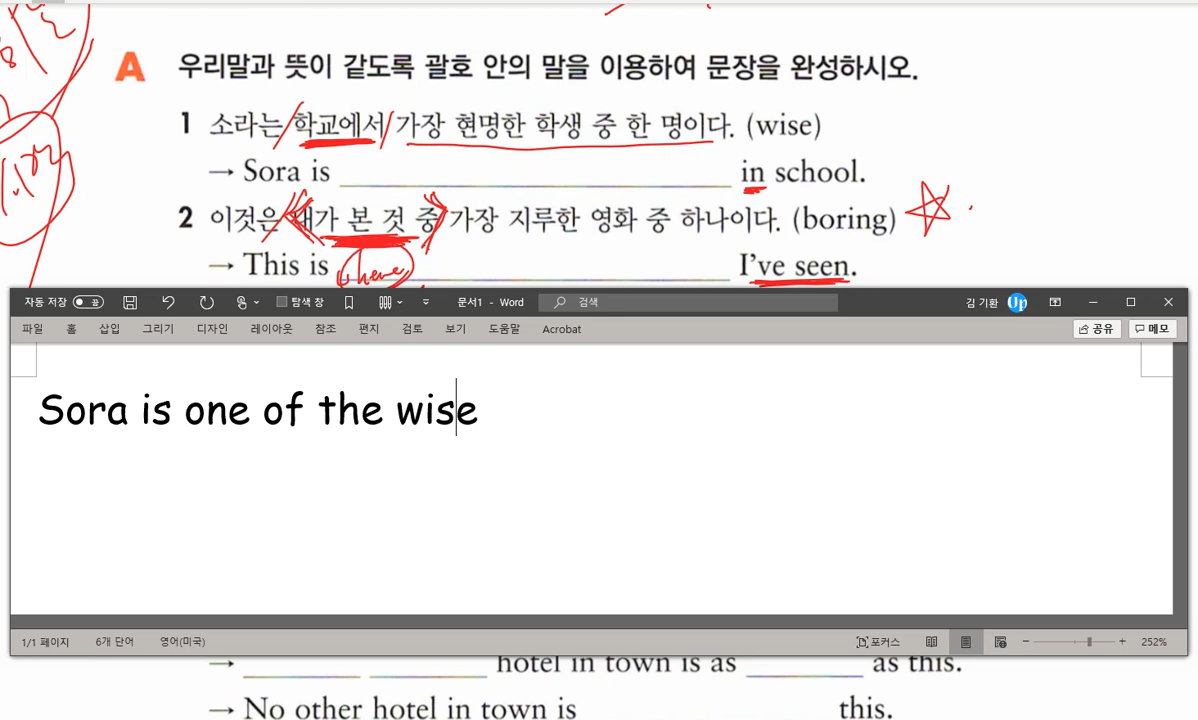 A 우리말과 뜻이 같도록 괄호 안의 말을 이용하여 문장을 완성하시오.
1 소라는 학교에서 가장 현명한 학생 중 한 명이다. (wise)
→ Sora is in school.
2 이것은 내가 본 것 중 가장 지루한 영화 중 하나이다. (boring)
→ This is I've seen.
자동 저장 끔 탐색 창 문서1 - Word 검색 김 기환
파일 홈 삽입 그리기 디자인 레이아웃 참조 편지 검토 보기 도움말 Acrobat 공유 메모
Sora is one of the wise
1/1 페이지 6개 단어 영어(미국) 포커스 252%
→ hotel in town is as as this.
→ No other hotel in town is this.